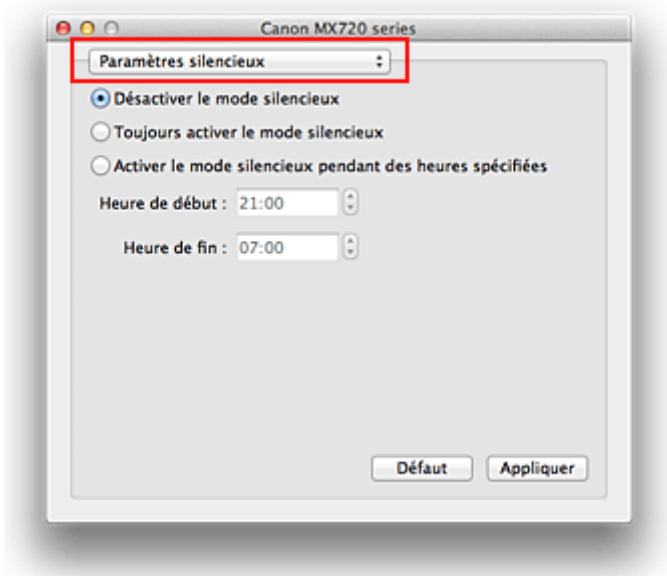 Canon MX720 series
Paramètres silencieux
Désactiver le mode silencieux
Toujours activer le mode silencieux
Activer le mode silencieux pendant des heures spécifiées
Heure de début : 21:00
Heure de fin : 07:00
Défaut Appliquer